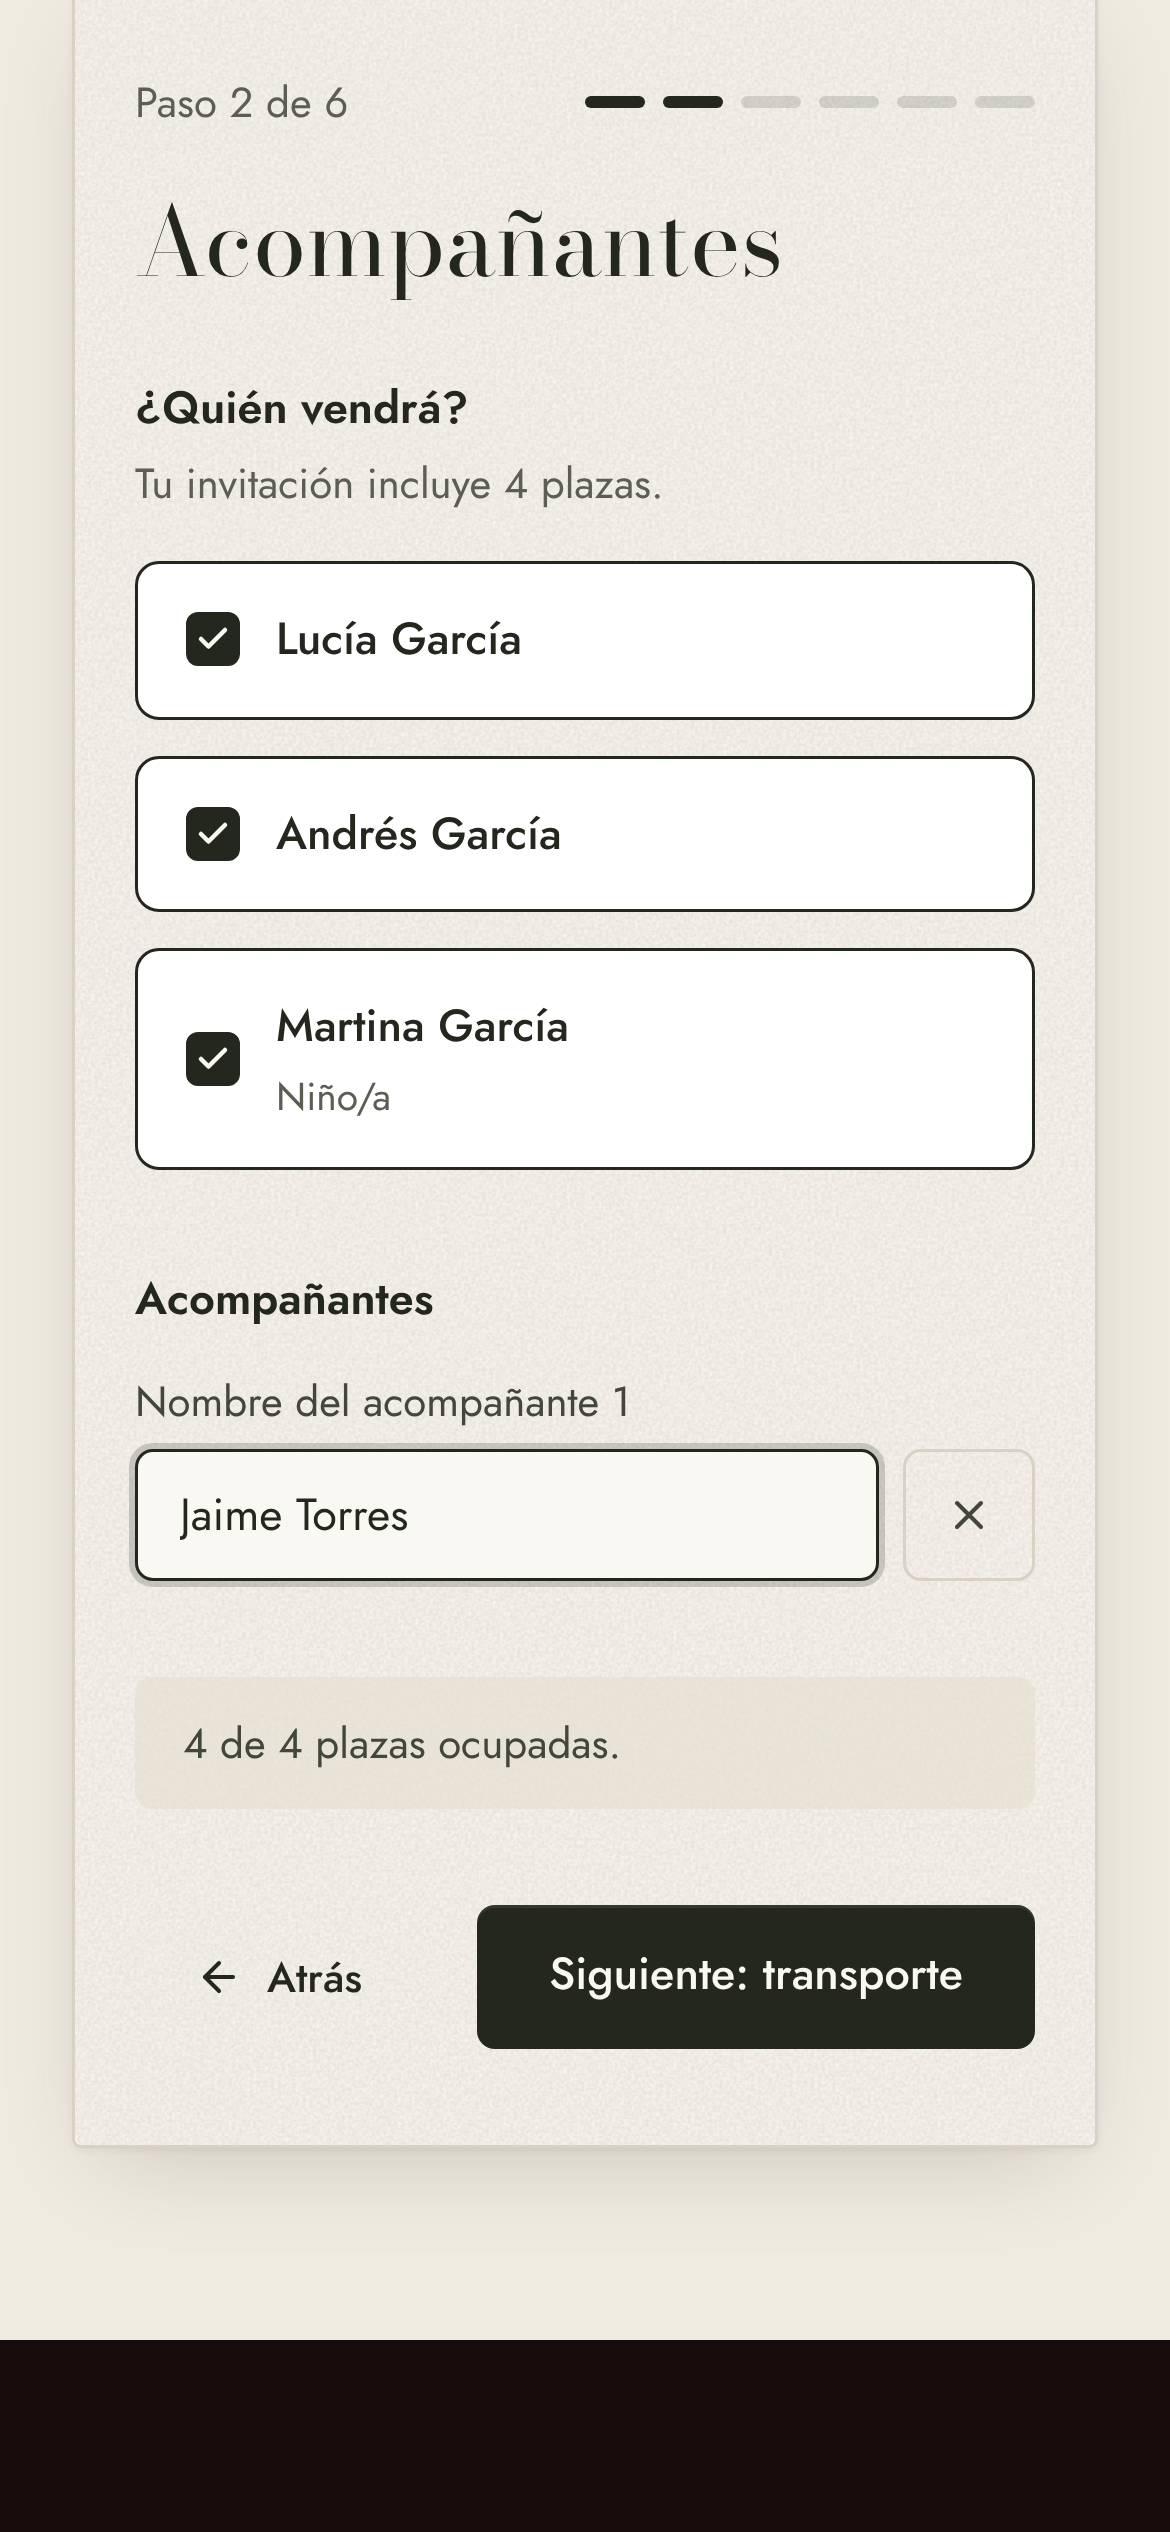 Paso 2 de 6
Acompañantes
¿Quién vendrá?
Tu invitación incluye 4 plazas.
Lucía García
Andrés García
Martina García
Niño/a
Acompañantes
Nombre del acompañante 1
Jaime Torres
4 de 4 plazas ocupadas.
Atrás
Siguiente: transporte